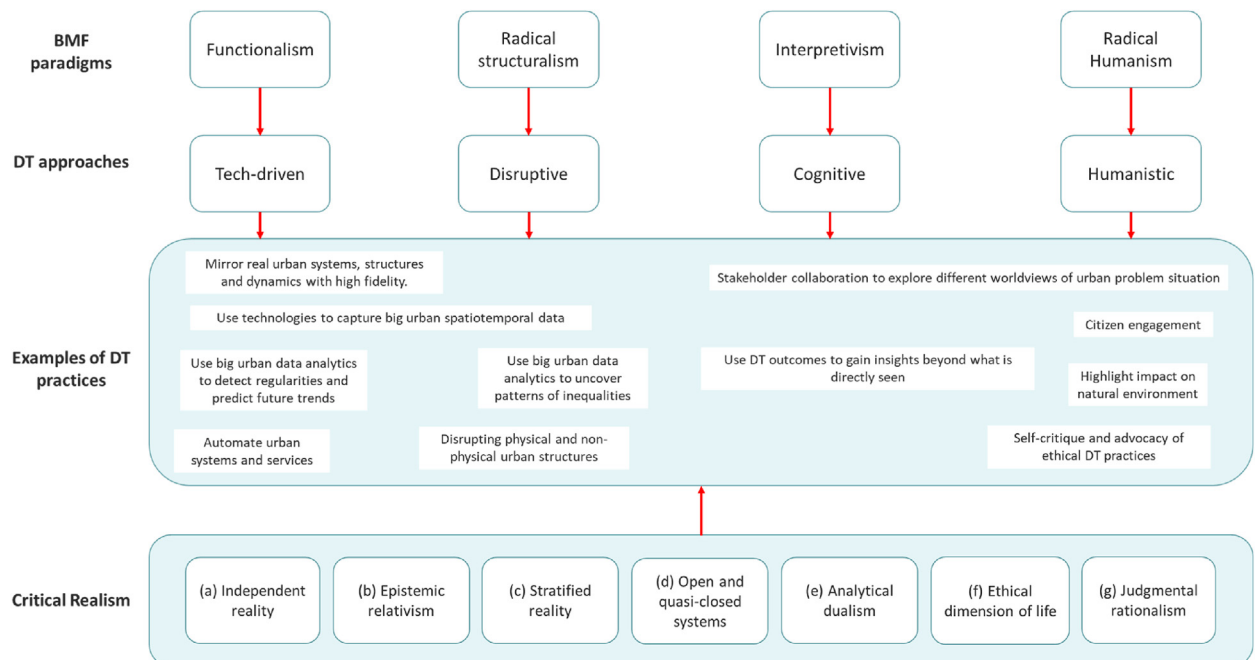 BMF
paradigms
Functionalism
Radical
structuralism
Interpretivism
Radical
Humanism
DT approaches
Tech-driven
Disruptive
Cognitive
Humanistic
Examples of DT
practices
Mirror real urban systems, structures
and dynamics with high fidelity.
Stakeholder collaboration to explore different worldviews of urban problem situation
Use technologies to capture big urban spatiotemporal data
Citizen engagement
Use big urban data analytics
to detect regularities and
predict future trends
Use big urban data
analytics to uncover
patterns of inequalities
Use DT outcomes to gain insights beyond what is
directly seen
Highlight impact on
natural environment
Automate urban
systems and services
Disrupting physical and non-
physical urban structures
Self-critique and advocacy of
ethical DT practices
Critical Realism
(a) Independent
reality
(b) Epistemic
relativism
(c) Stratified
reality
(d) Open and
quasi-closed
systems
(e) Analytical
dualism
(f) Ethical
dimension of life
(g) Judgmental
rationalism